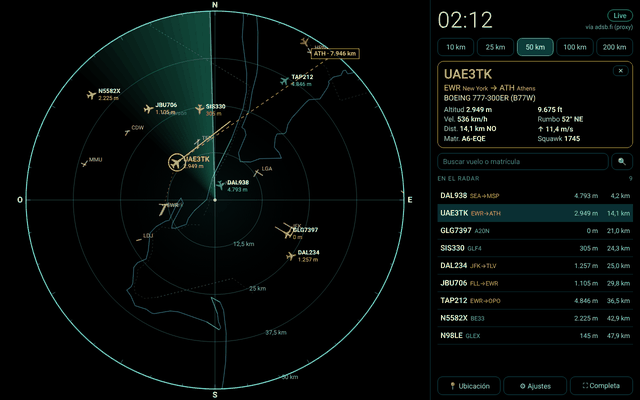 N
O
E
S
ATH - 7.946 km
TAP212
4.846 m
N5582X
2.225 m
JBU706
1.105 m
SIS330
305 m
CDW
MMU
UAE3TK
2.949 m
LGA
DAL938
4.793 m
EWR
LDJ
GLG7397
0 m
DAL234
1.257 m
12,5 km
25 km
37,5 km
50 km
02:12
Live
vía adsb.fi (proxy)
10 km
25 km
50 km
100 km
200 km
UAE3TK
×
EWR New York → ATH Athens
BOEING 777-300ER (B77W)
Altitud 2.949 m 9.675 ft
Vel. 536 km/h Rumbo 52° NE
Dist. 14,1 km NO ↑ 11,4 m/s
Matr. A6-EQE Squawk 1745
Buscar vuelo o matrícula
EN EL RADAR 9
DAL938 SEA→MSP 4.793 m 4,2 km
UAE3TK EWR→ATH 2.949 m 14,1 km
GLG7397 A20N 0 m 21,0 km
SIS330 GLF4 305 m 24,3 km
DAL234 JFK→TLV 1.257 m 25,0 km
JBU706 FLL→EWR 1.105 m 29,8 km
TAP212 EWR→OPO 4.846 m 36,5 km
N5582X BE33 2.225 m 42,9 km
N98LE GLEX 145 m 47,9 km
Ubicación
Ajustes
Completa